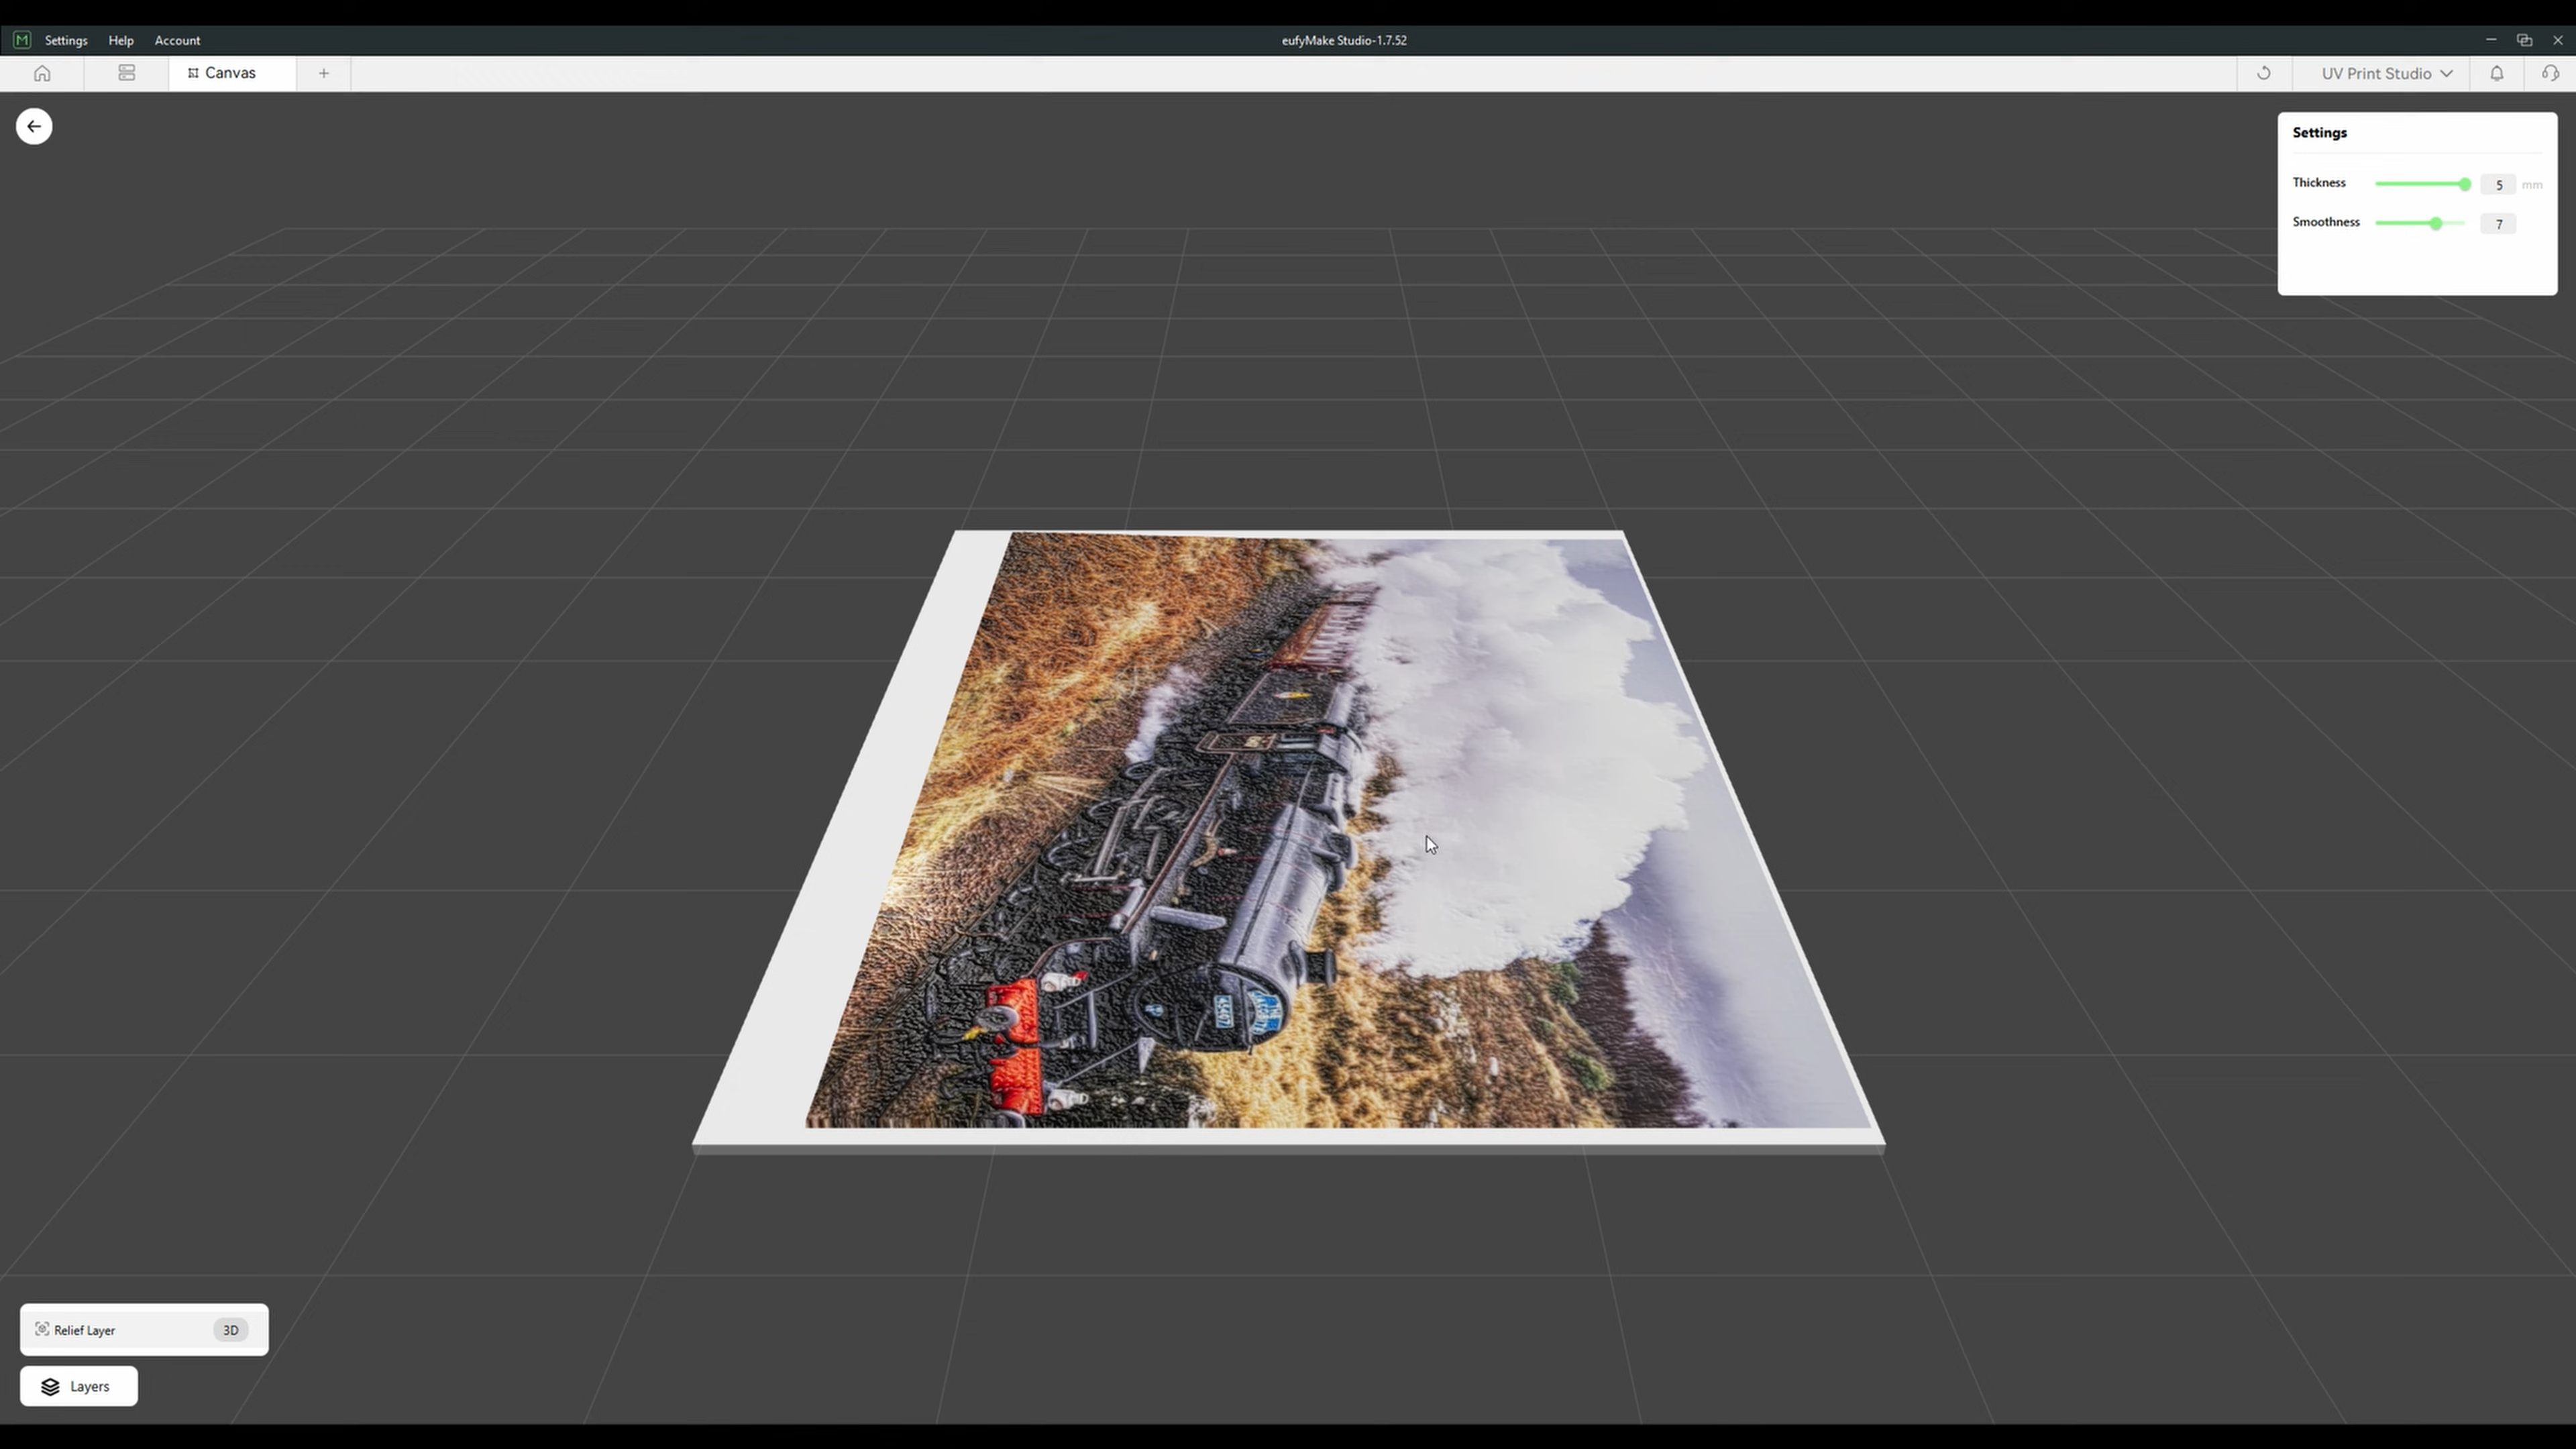 M Settings Help Account eufyMake Studio-1.7.52
Canvas UV Print Studio
Settings
Thickness 5 mm
Smoothness 7
45407
Relief Layer 3D
Layers